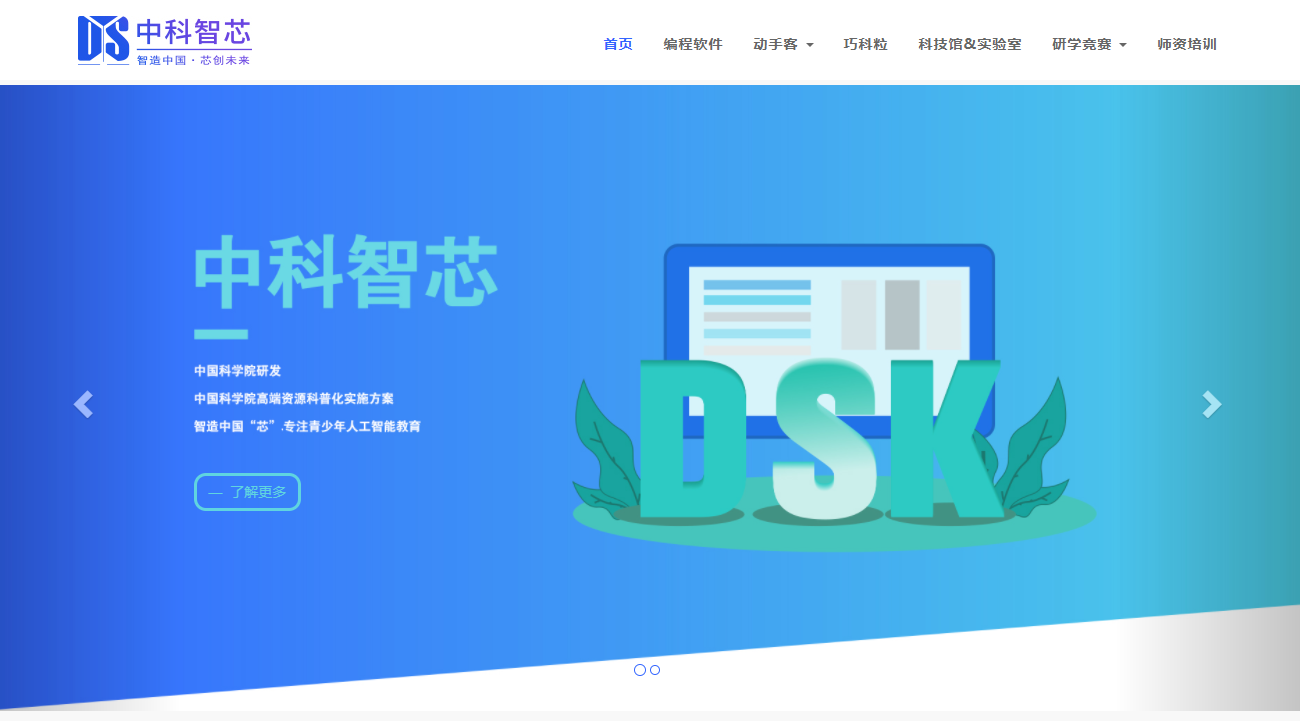 DS 中科智芯
智造中国·芯创未来
首页 编程软件 动手客 巧科粒 科技馆&实验室 研学竞赛 师资培训
中科智芯
中国科学院研发
中国科学院高端资源科普化实施方案
智造中国“芯”.专注青少年人工智能教育
— 了解更多
DSK